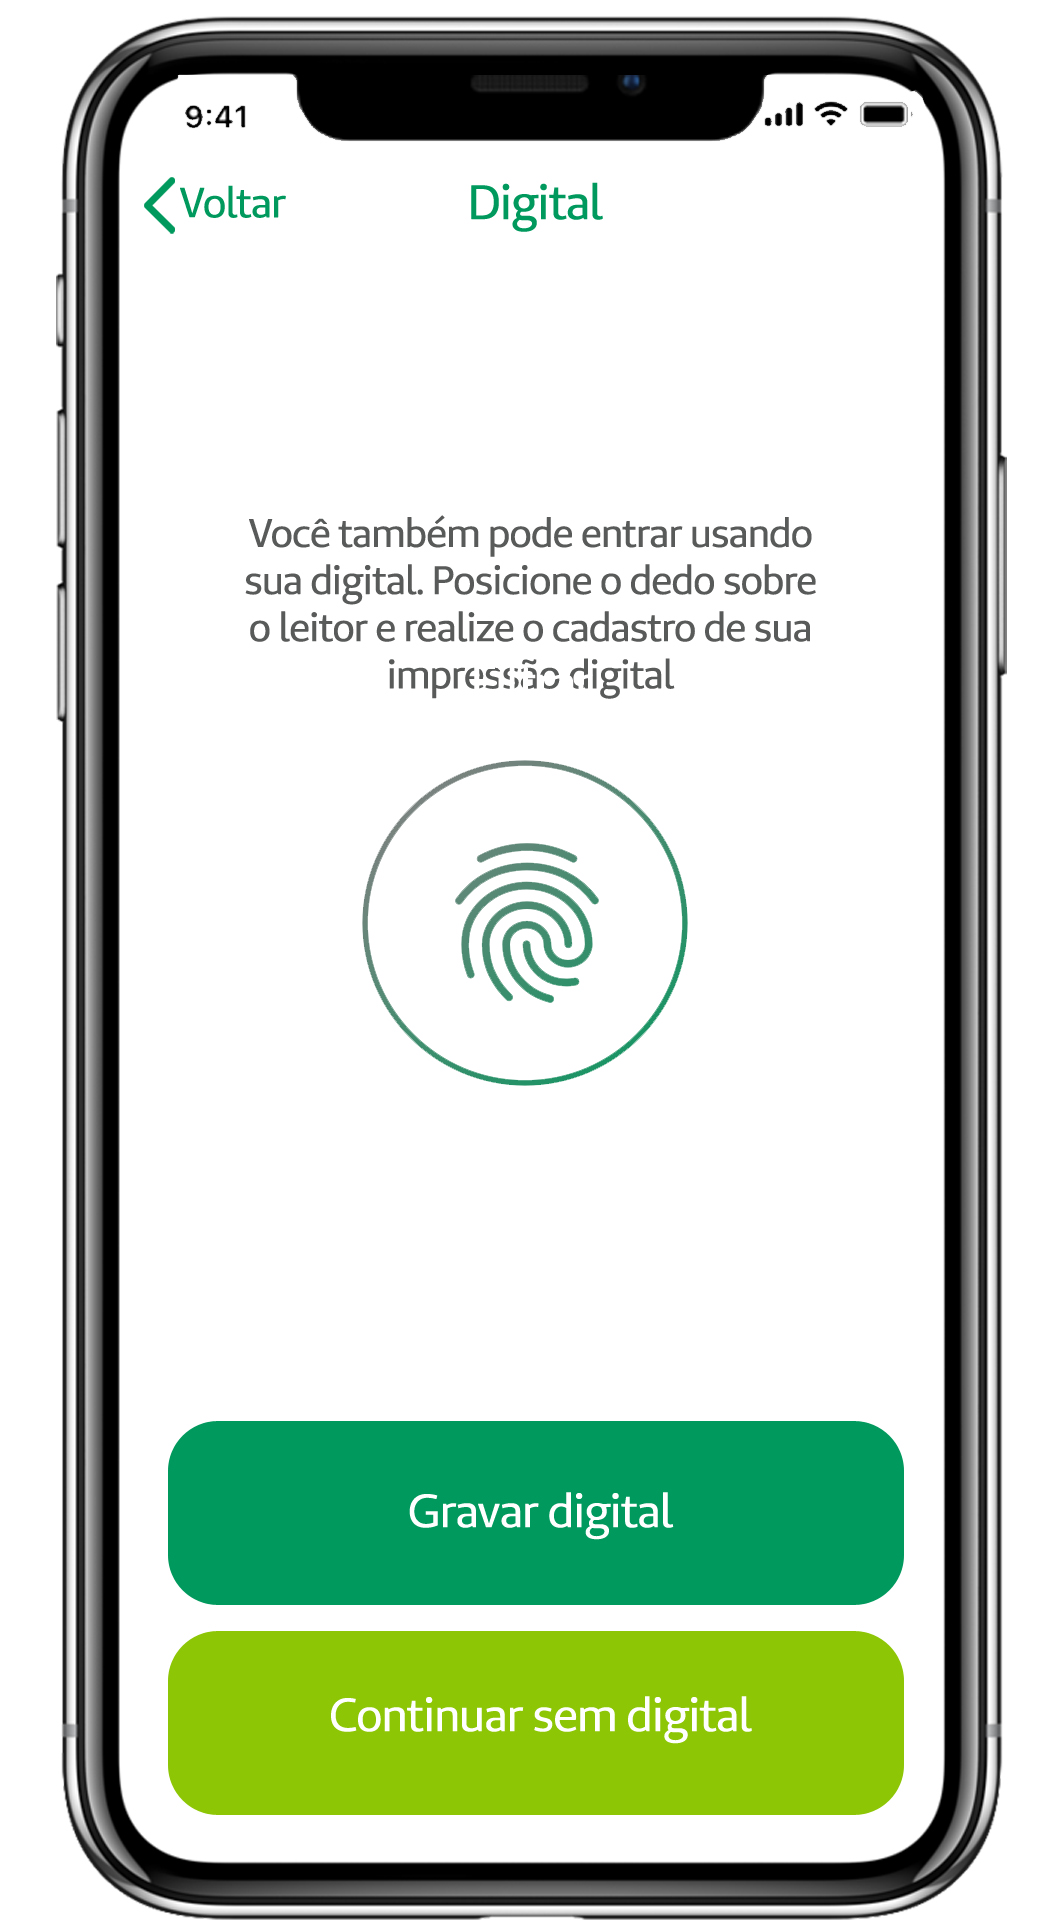 9:41
Voltar
Digital
Você também pode entrar usando
sua digital. Posicione o dedo sobre
o leitor e realize o cadastro de sua
impressão digital
Gravar digital
Continuar sem digital